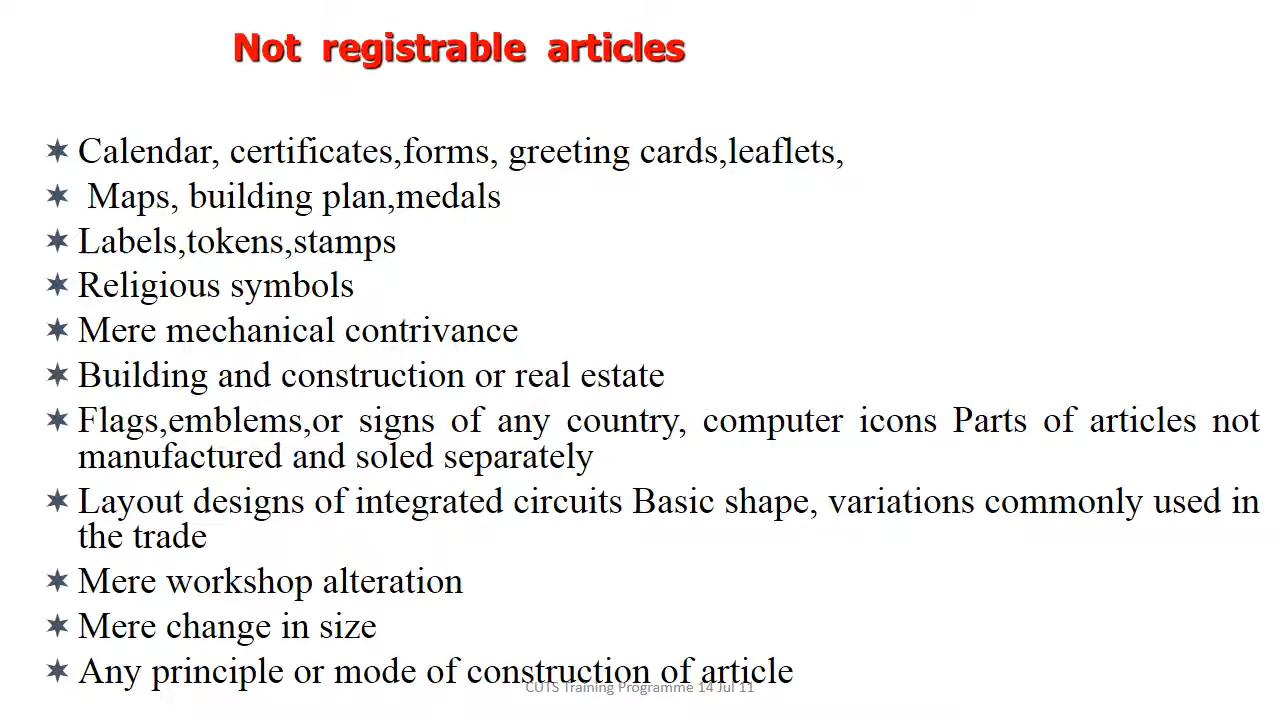 Not registrable articles
Calendar, certificates,forms, greeting cards,leaflets,
Maps, building plan,medals
Labels,tokens,stamps
Religious symbols
Mere mechanical contrivance
Building and construction or real estate
Flags,emblems,or signs of any country, computer icons Parts of articles not
manufactured and soled separately
Layout designs of integrated circuits Basic shape, variations commonly used in
the trade
Mere workshop alteration
Mere change in size
Any principle or mode of construction of article
CUTS Training Programme 14 Jul 11